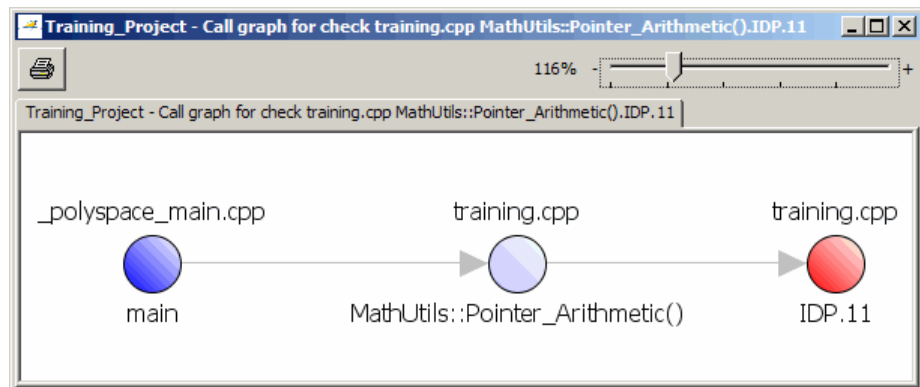 Training_Project - Call graph for check training.cpp MathUtils::Pointer_Arithmetic().IDP.11
116% - +
Training_Project - Call graph for check training.cpp MathUtils::Pointer_Arithmetic().IDP.11
_polyspace_main.cpp training.cpp training.cpp
main MathUtils::Pointer_Arithmetic() IDP.11